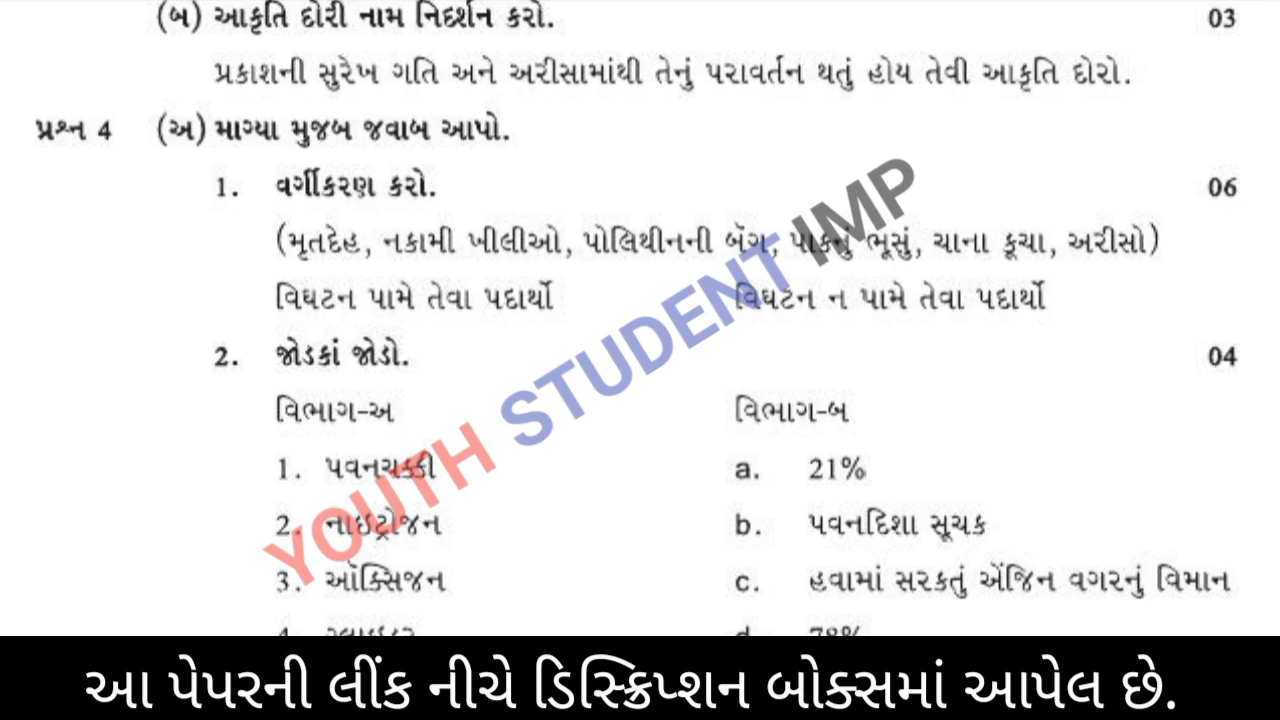 (બ) આકૃતિ દોરી નામ નિદર્શન કરો. 03
પ્રકાશની સુરેખ ગતિ અને અરીસામાંથી તેનું પરાવર્તન થતું હોય તેવી આકૃતિ દોરો.
પ્રશ્ન 4 (અ) માગ્યા મુજબ જવાબ આપો.
1. વર્ગીકરણ કરો. 06
(મૃતદેહ, નકામી ખીલીઓ, પોલિથીનની બૅગ, પાકનું ભૂસું, ચાના કૂચા, અરીસો)
વિઘટન પામે તેવા પદાર્થો વિઘટન ન પામે તેવા પદાર્થો
2. જોડકાં જોડો. 04
વિભાગ-અ વિભાગ-બ
1. પવનચક્કી a. 21%
2. નાઇટ્રોજન b. પવનદિશા સૂચક
3. ઑક્સિજન c. હવામાં સરકતું એંજિન વગરનું વિમાન
YOUTH STUDENT IMP
આ પેપરની લીંક નીચે ડિસ્ક્રિપ્શન બોક્સમાં આપેલ છે.